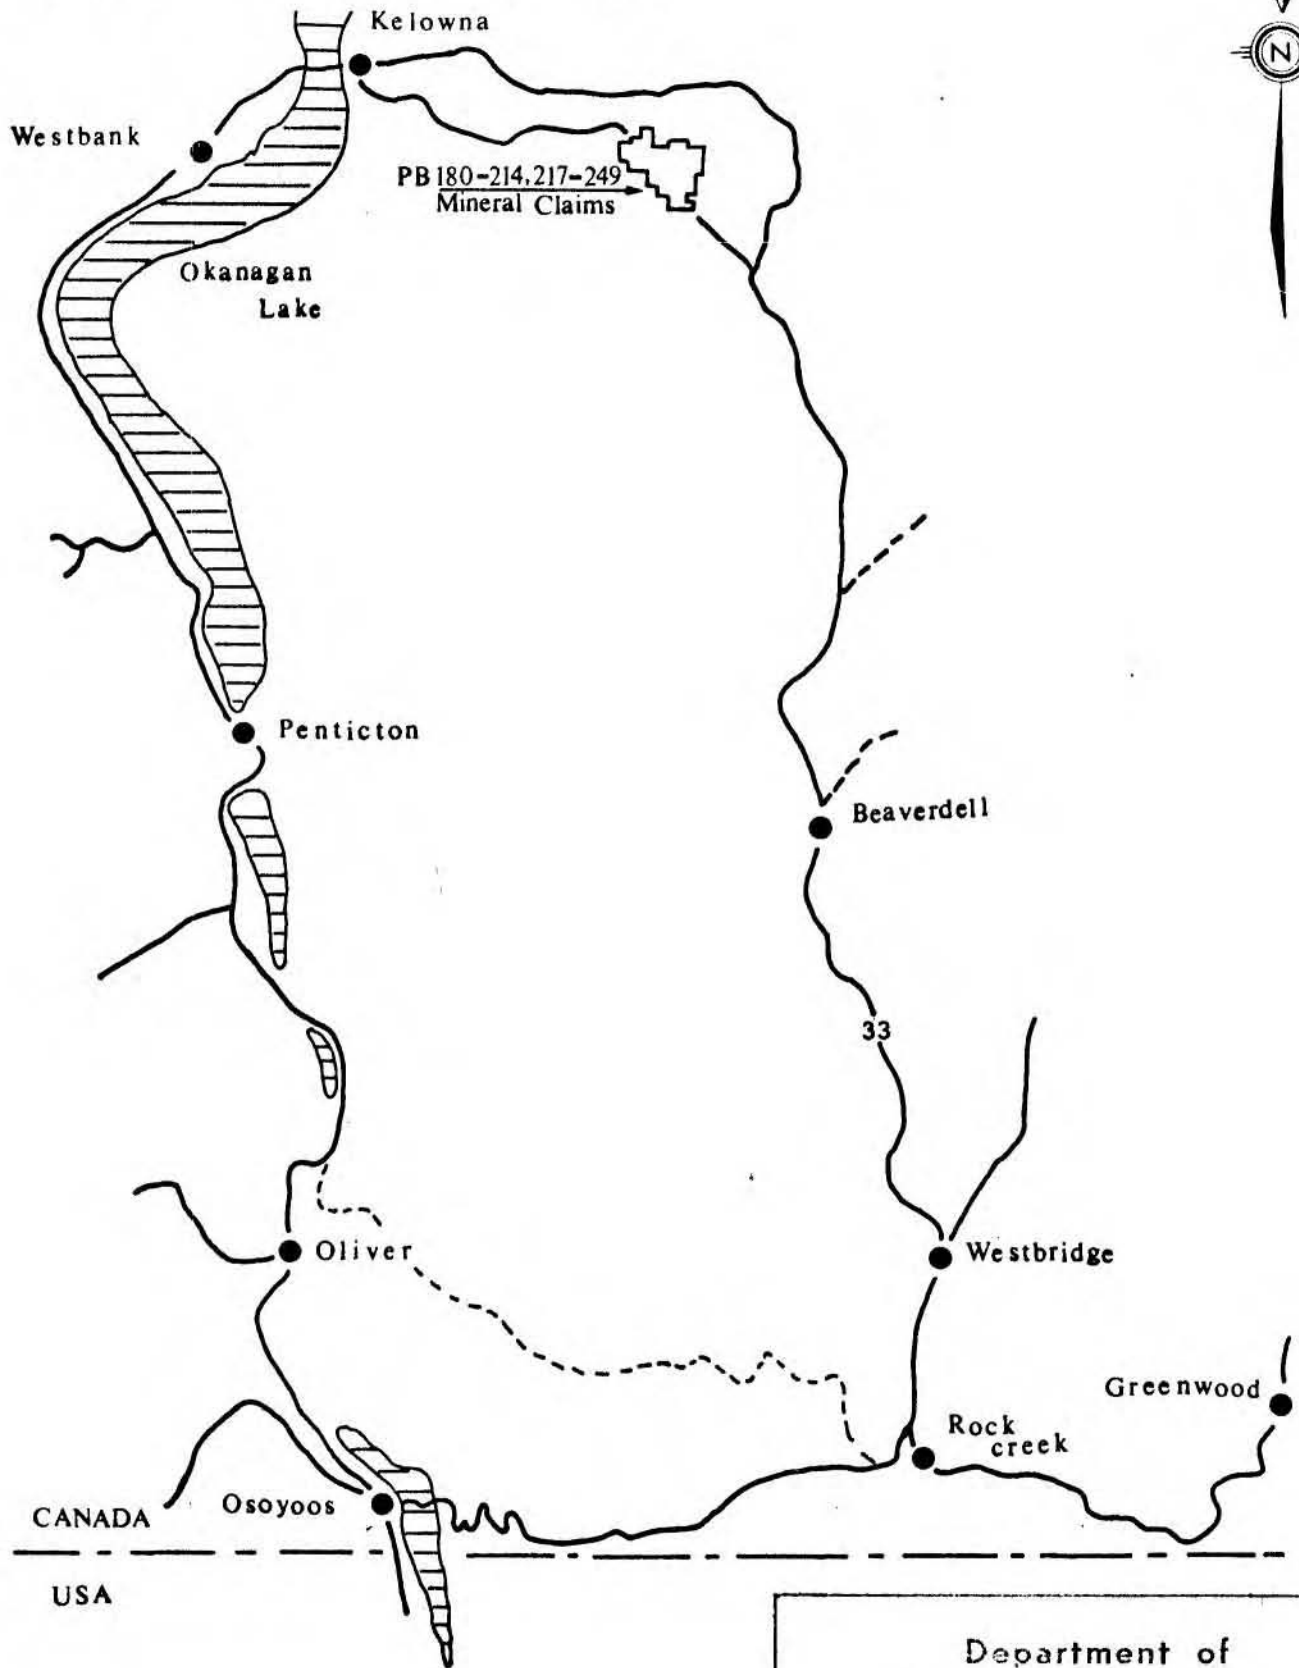 Kelowna
N
Westbank
PB 180-214, 217-249
Mineral Claims
Okanagan
Lake
Penticton
Beaverdell
33
Oliver
Westbridge
Greenwood
Rock
creek
Osoyoos
CANADA
USA
Department of